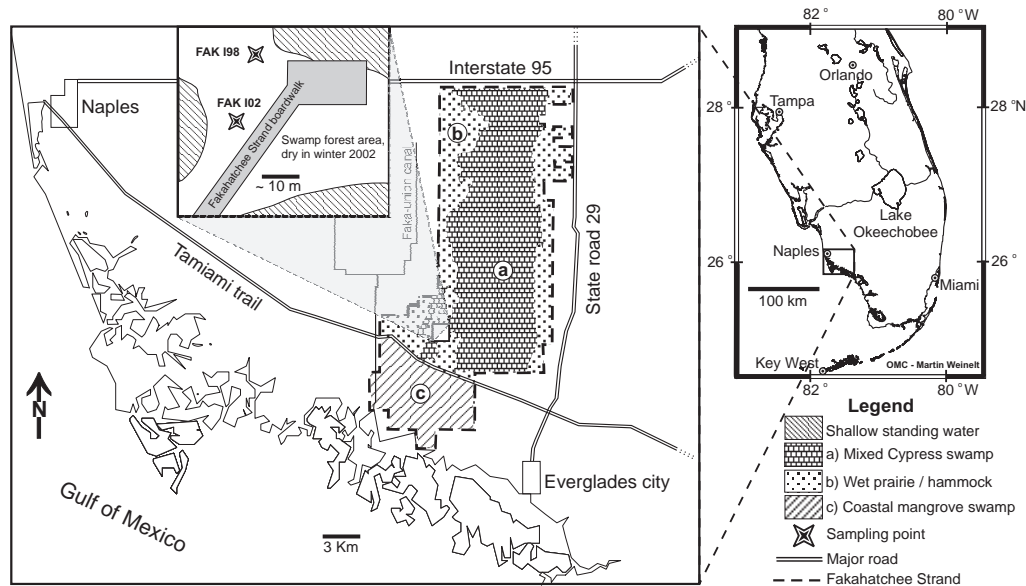 FAK I98
FAK I02
Fakahatchee Strand boardwalk
Swamp forest area,
dry in winter 2002
~ 10 m
Naples
Interstate 95
b
a
c
Faka-union canal
State road 29
Tamiami trail
N
Gulf of Mexico
3 Km
Everglades city
82 °
80 °W
Orlando
Tampa
28 °
28 °N
Lake
Okeechobee
Naples
26 °
26 °
Miami
100 km
Key West
OMC - Martin Weinelt
82 °
80 °W
Legend
Shallow standing water
a) Mixed Cypress swamp
b) Wet prairie / hammock
c) Coastal mangrove swamp
Sampling point
Major road
Fakahatchee Strand